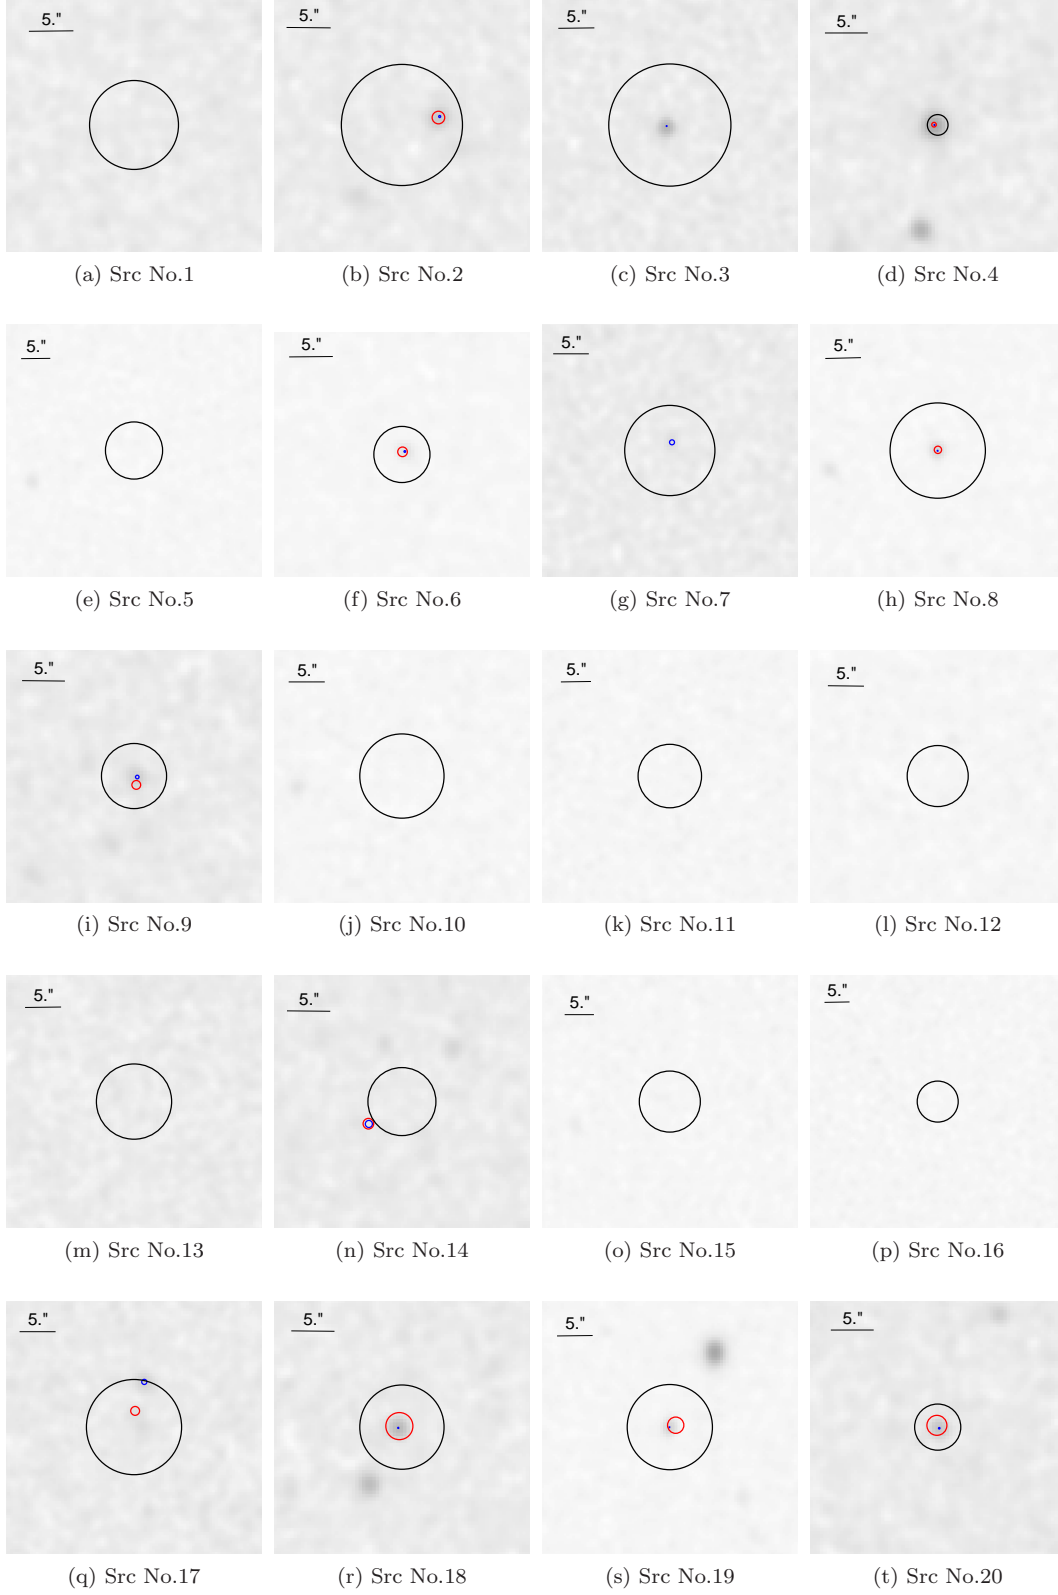 5." 5." 5." 5."
(a) Src No.1 (b) Src No.2 (c) Src No.3 (d) Src No.4
5." 5." 5." 5."
(e) Src No.5 (f) Src No.6 (g) Src No.7 (h) Src No.8
5." 5." 5." 5."
(i) Src No.9 (j) Src No.10 (k) Src No.11 (l) Src No.12
5." 5." 5." 5."
(m) Src No.13 (n) Src No.14 (o) Src No.15 (p) Src No.16
5." 5." 5." 5."
(q) Src No.17 (r) Src No.18 (s) Src No.19 (t) Src No.20